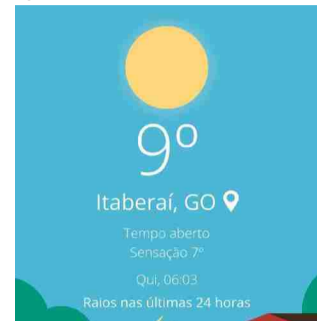 9º
Itaberaí, GO
Tempo aberto
Sensação 7º
Qui, 06:03
Raios nas últimas 24 horas